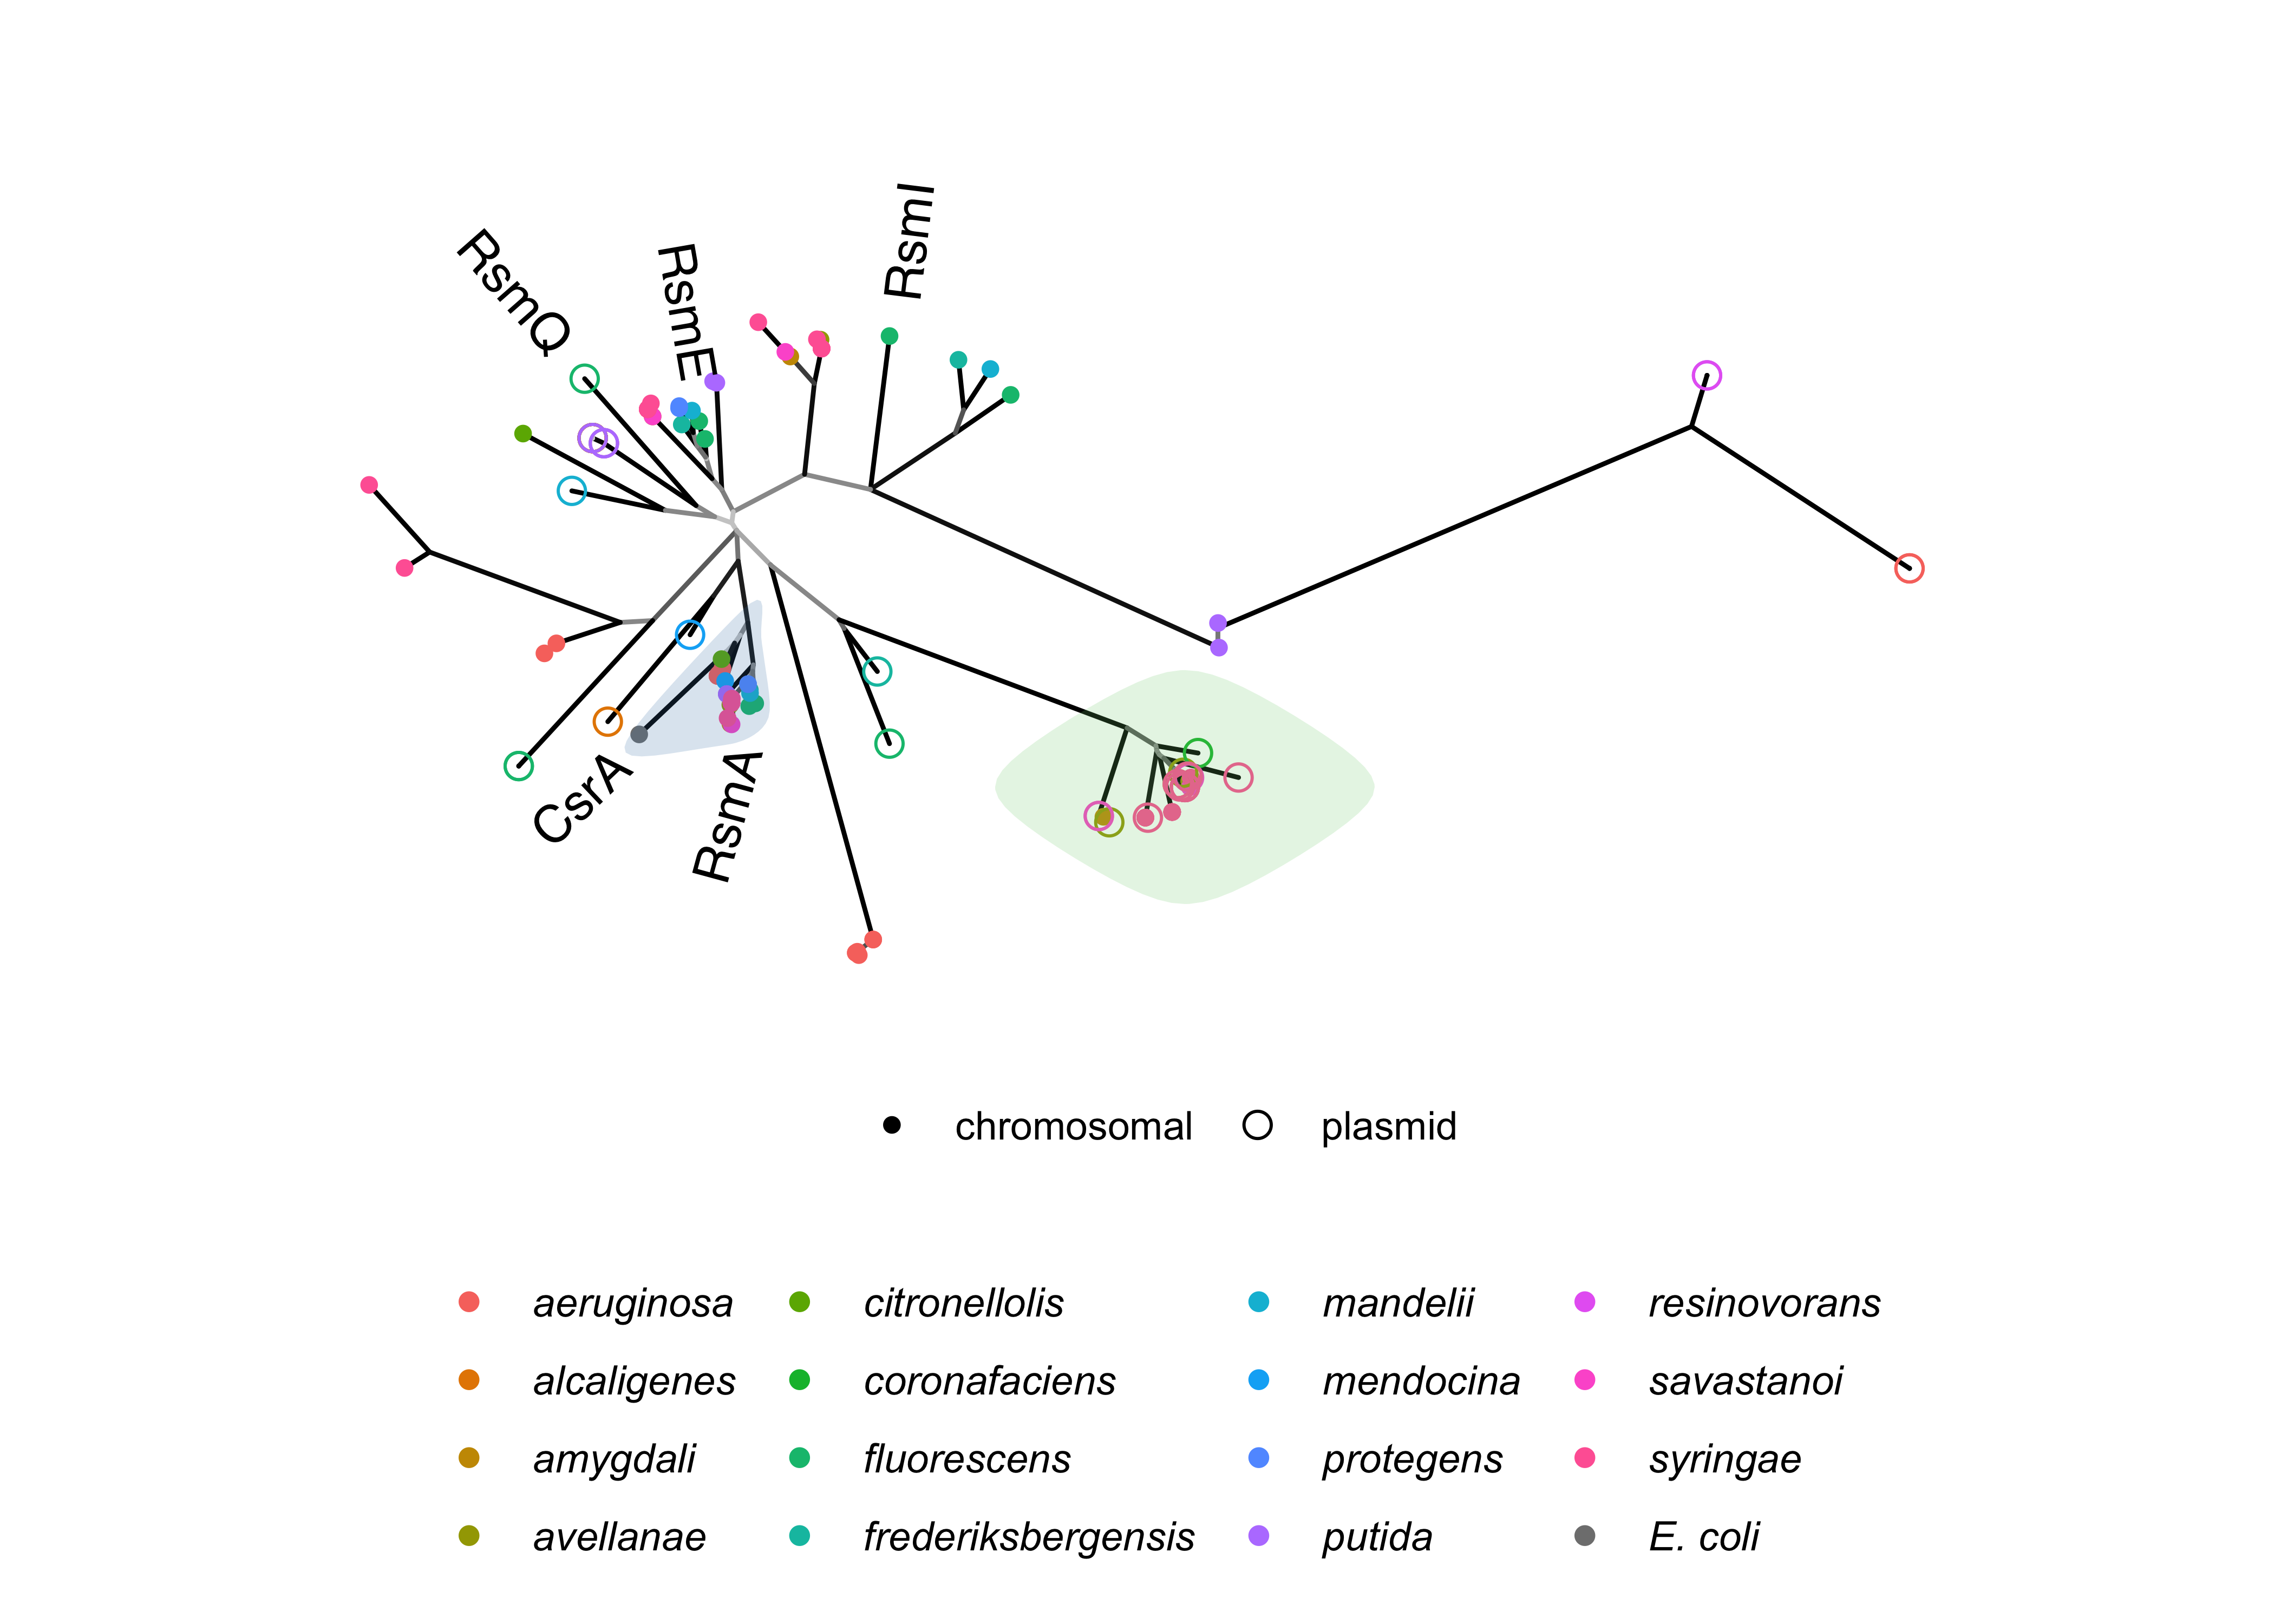 RsmI
RsmQ
RsmE
CsrA
RsmA
chromosomal plasmid
aeruginosa citronellolis mandelii resinovorans
alcaligenes coronafaciens mendocina savastanoi
amygdali fluorescens protegens syringae
avellanae frederiksbergensis putida E. coli